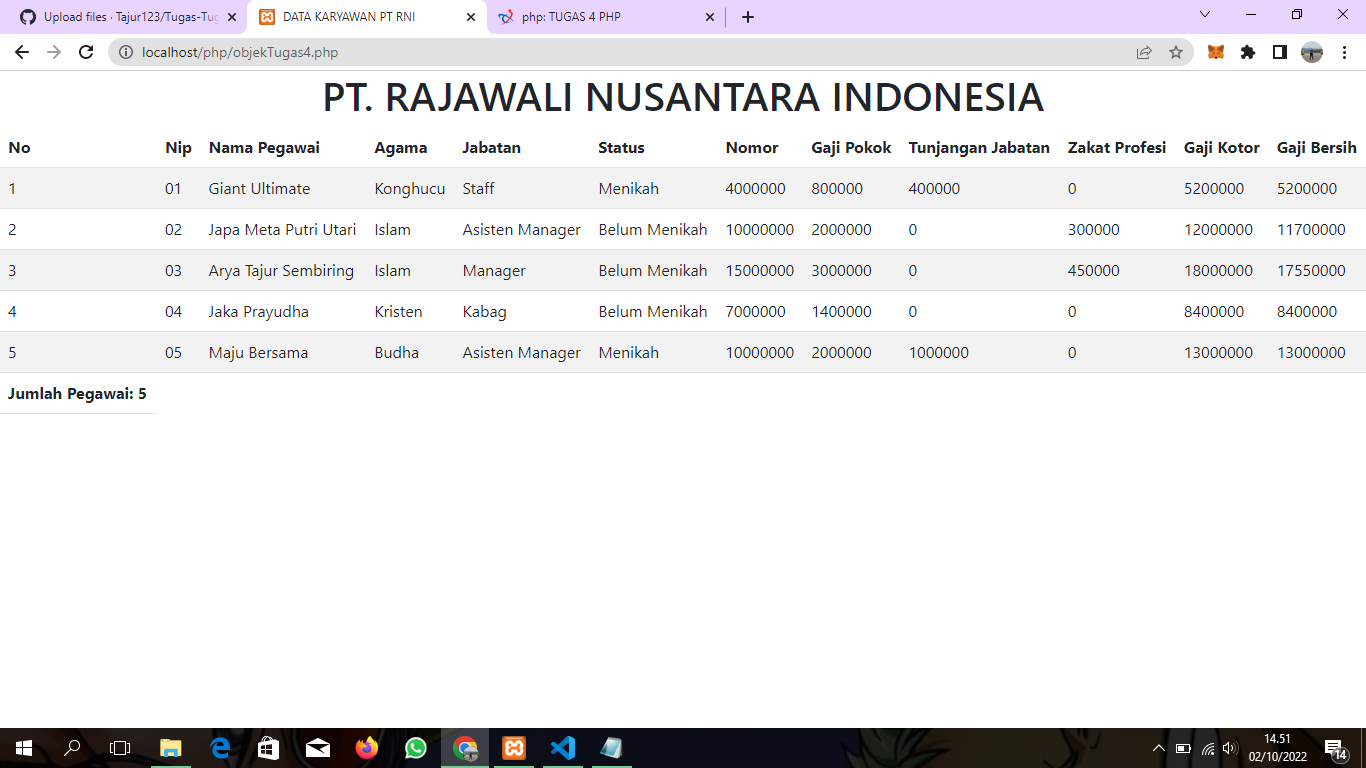 Upload files · Tajur123/Tugas-Tug
DATA KARYAWAN PT RNI
php: TUGAS 4 PHP
localhost/php/objekTugas4.php
PT. RAJAWALI NUSANTARA INDONESIA
No Nip Nama Pegawai Agama Jabatan Status Nomor Gaji Pokok Tunjangan Jabatan Zakat Profesi Gaji Kotor Gaji Bersih
1 01 Giant Ultimate Konghucu Staff Menikah 4000000 800000 400000 0 5200000 5200000
2 02 Japa Meta Putri Utari Islam Asisten Manager Belum Menikah 10000000 2000000 0 300000 12000000 11700000
3 03 Arya Tajur Sembiring Islam Manager Belum Menikah 15000000 3000000 0 450000 18000000 17550000
4 04 Jaka Prayudha Kristen Kabag Belum Menikah 7000000 1400000 0 0 8400000 8400000
5 05 Maju Bersama Budha Asisten Manager Menikah 10000000 2000000 1000000 0 13000000 13000000
Jumlah Pegawai: 5
14.51
02/10/2022
14